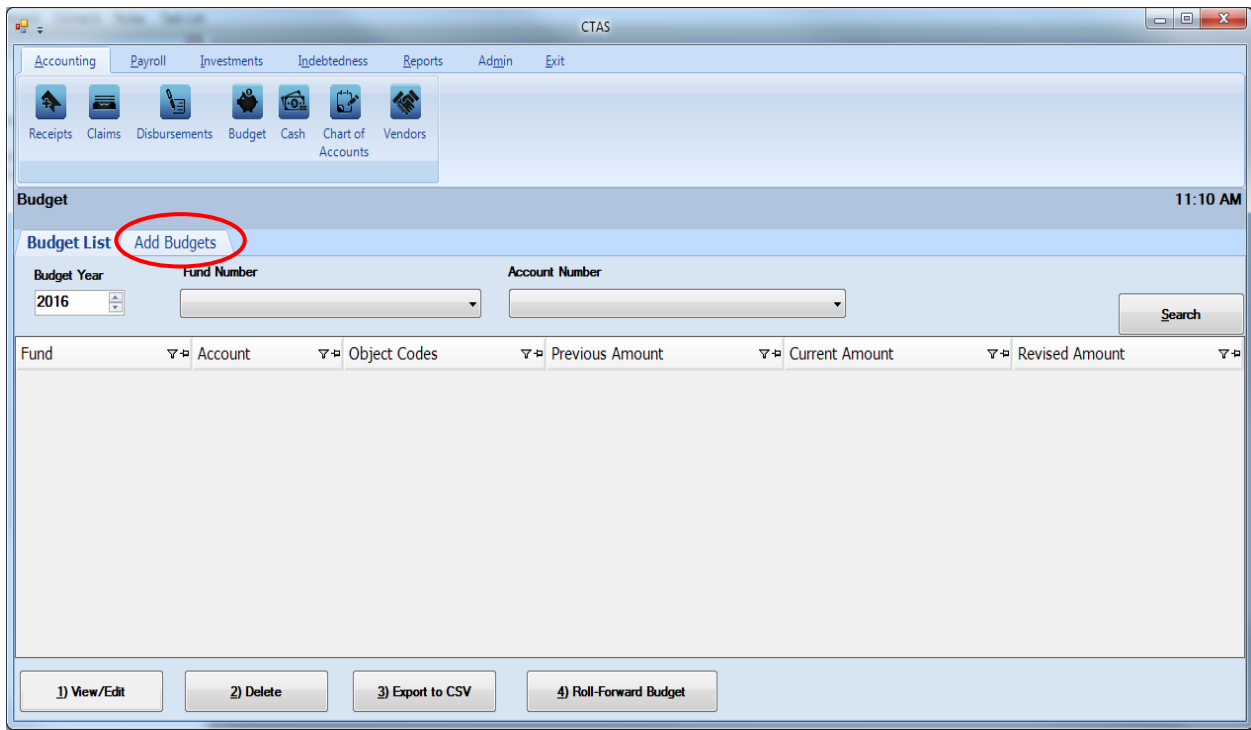 CTAS
Accounting Payroll Investments Indebtedness Reports Admin Exit
Receipts Claims Disbursements Budget Cash Chart of Accounts Vendors
Budget 11:10 AM
Budget List Add Budgets
Budget Year Fund Number Account Number
2016
Search
Fund Account Object Codes Previous Amount Current Amount Revised Amount
1) View/Edit 2) Delete 3) Export to CSV 4) Roll-Forward Budget